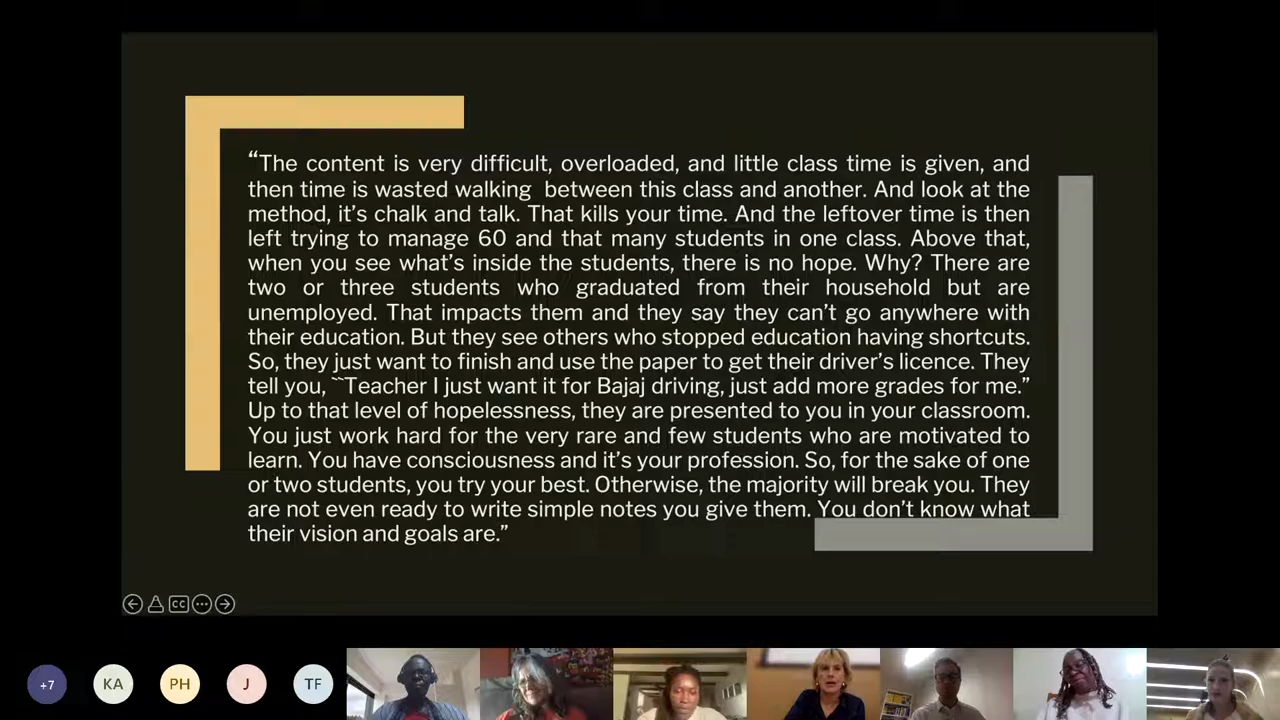 “The content is very difficult, overloaded, and little class time is given, and
then time is wasted walking  between this class and another. And look at the
method, it’s chalk and talk. That kills your time. And the leftover time is then
left trying to manage 60 and that many students in one class. Above that,
when you see what’s inside the students, there is no hope. Why? There are
two or three students who graduated from their household but are
unemployed. That impacts them and they say they can’t go anywhere with
their education. But they see others who stopped education having shortcuts.
So, they just want to finish and use the paper to get their driver’s licence. They
tell you, ``Teacher I just want it for Bajaj driving, just add more grades for me.”
Up to that level of hopelessness, they are presented to you in your classroom.
You just work hard for the very rare and few students who are motivated to
learn. You have consciousness and it’s your profession. So, for the sake of one
or two students, you try your best. Otherwise, the majority will break you. They
are not even ready to write simple notes you give them. You don’t know what
their vision and goals are.”
CC
+7 KA PH J TF